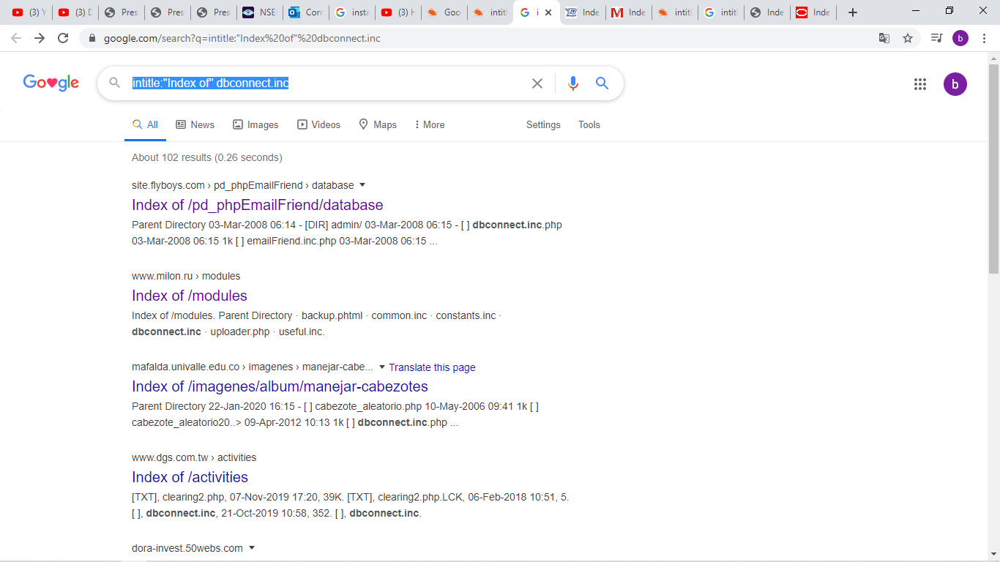 (3) Y
(3) D
Pres
Pres
Pres
NSE
Corr
insta
(3) H
Goo
intitl
i
Inde
Inde
intitl
intitl
Inde
Inde
google.com/search?q=intitle:"Index%20of"%20dbconnect.inc
b
Google
intitle:"Index of" dbconnect.inc
b
All News Images Videos Maps More Settings Tools
About 102 results (0.26 seconds)
site.flyboys.com › pd_phpEmailFriend › database
Index of /pd_phpEmailFriend/database
Parent Directory 03-Mar-2008 06:14 - [DIR] admin/ 03-Mar-2008 06:15 - [ ] dbconnect.inc.php
03-Mar-2008 06:15 1k [ ] emailFriend.inc.php 03-Mar-2008 06:15 ...
www.milon.ru › modules
Index of /modules
Index of /modules. Parent Directory · backup.phtml · common.inc · constants.inc ·
dbconnect.inc · uploader.php · useful.inc.
mafalda.univalle.edu.co › imagenes › manejar-cabe... Translate this page
Index of /imagenes/album/manejar-cabezotes
Parent Directory 22-Jan-2020 16:15 - [ ] cabezote_aleatorio.php 10-May-2006 09:41 1k [ ]
cabezote_aleatorio20..> 09-Apr-2012 10:13 1k [ ] dbconnect.inc.php ...
www.dgs.com.tw › activities
Index of /activities
[TXT], clearing2.php, 07-Nov-2019 17:20, 39K. [TXT], clearing2.php.LCK, 06-Feb-2018 10:51, 5.
[ ], dbconnect.inc, 21-Oct-2019 10:58, 352. [ ], dbconnect.inc.
dora-invest.50webs.com